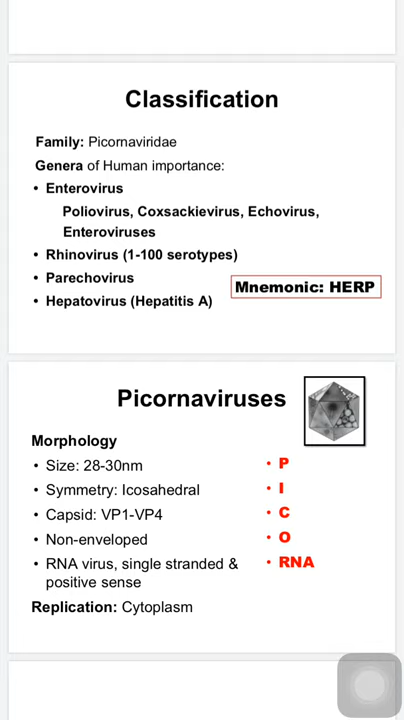 Classification
Family: Picornaviridae
Genera of Human importance:
• Enterovirus
Poliovirus, Coxsackievirus, Echovirus,
Enteroviruses
• Rhinovirus (1-100 serotypes)
• Parechovirus
• Hepatovirus (Hepatitis A)
Mnemonic: HERP
Picornaviruses
Morphology
• Size: 28-30nm
• Symmetry: Icosahedral
• Capsid: VP1-VP4
• Non-enveloped
• RNA virus, single stranded &
positive sense
Replication: Cytoplasm
• P
• I
• C
• O
• RNA